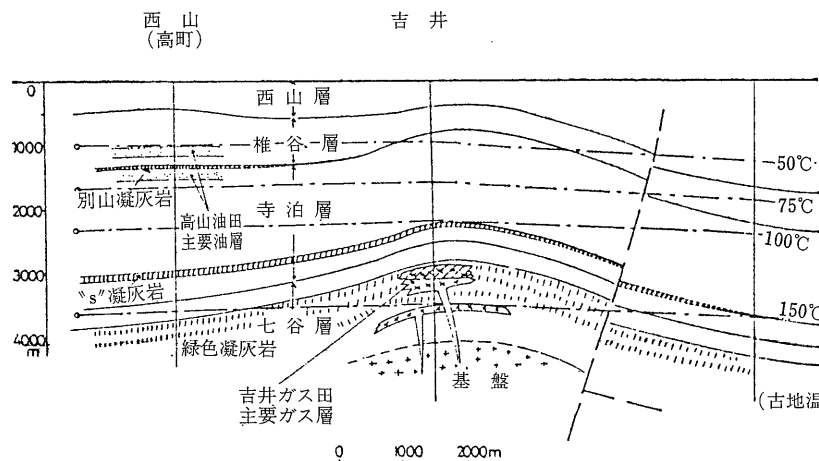 西山
(高町)
吉井
0
1000
2000
3000
4000
m
西山層
椎谷層
別山凝灰岩
高山油田
主要油層
寺泊層
"s"凝灰岩
七谷層
緑色凝灰岩
吉井ガス田
主要ガス層
基盤
50℃
75℃
100℃
150℃
(古地温
0 1000 2000m